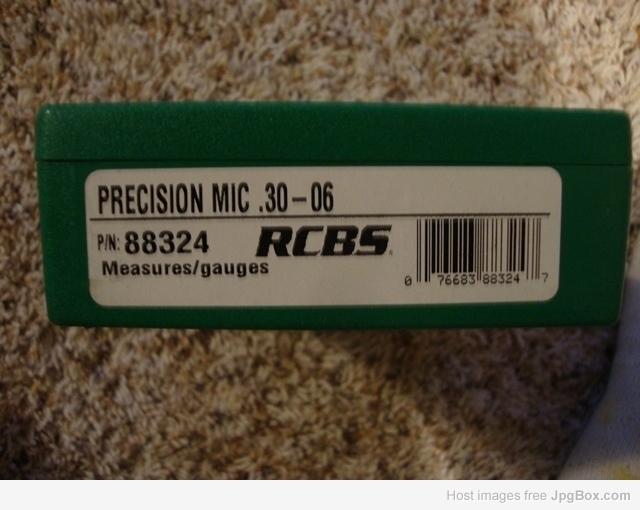 PRECISION MIC .30-06
P/N: 88324
RCBS
Measures/gauges
0 76683 88324 7
Host images free JpgBox.com